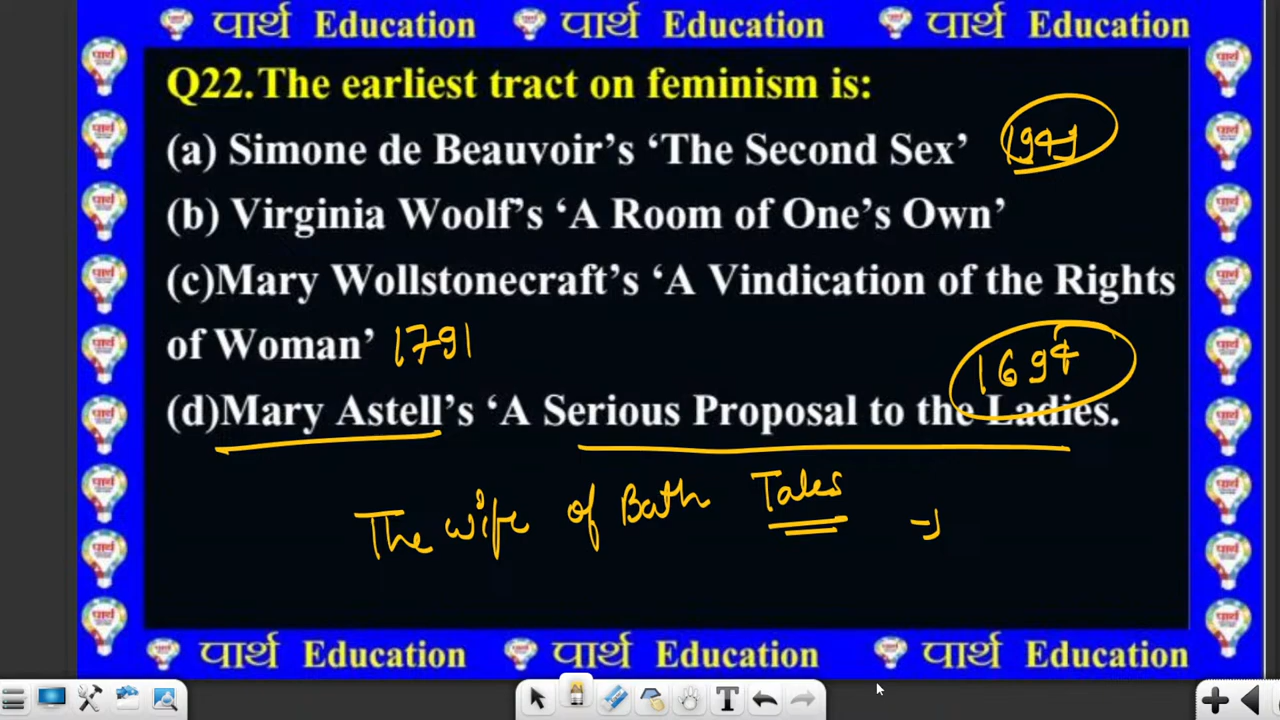 पार्थ Education पार्थ Education पार्थ Education
Q22.The earliest tract on feminism is:
(a) Simone de Beauvoir's ‘The Second Sex’ 1949
(b) Virginia Woolf's ‘A Room of One's Own’
(c)Mary Wollstonecraft's ‘A Vindication of the Rights
of Woman’ 1791
1694
(d)Mary Astell's ‘A Serious Proposal to the Ladies.
The wife of Bath Tales
पार्थ Education पार्थ Education पार्थ Education